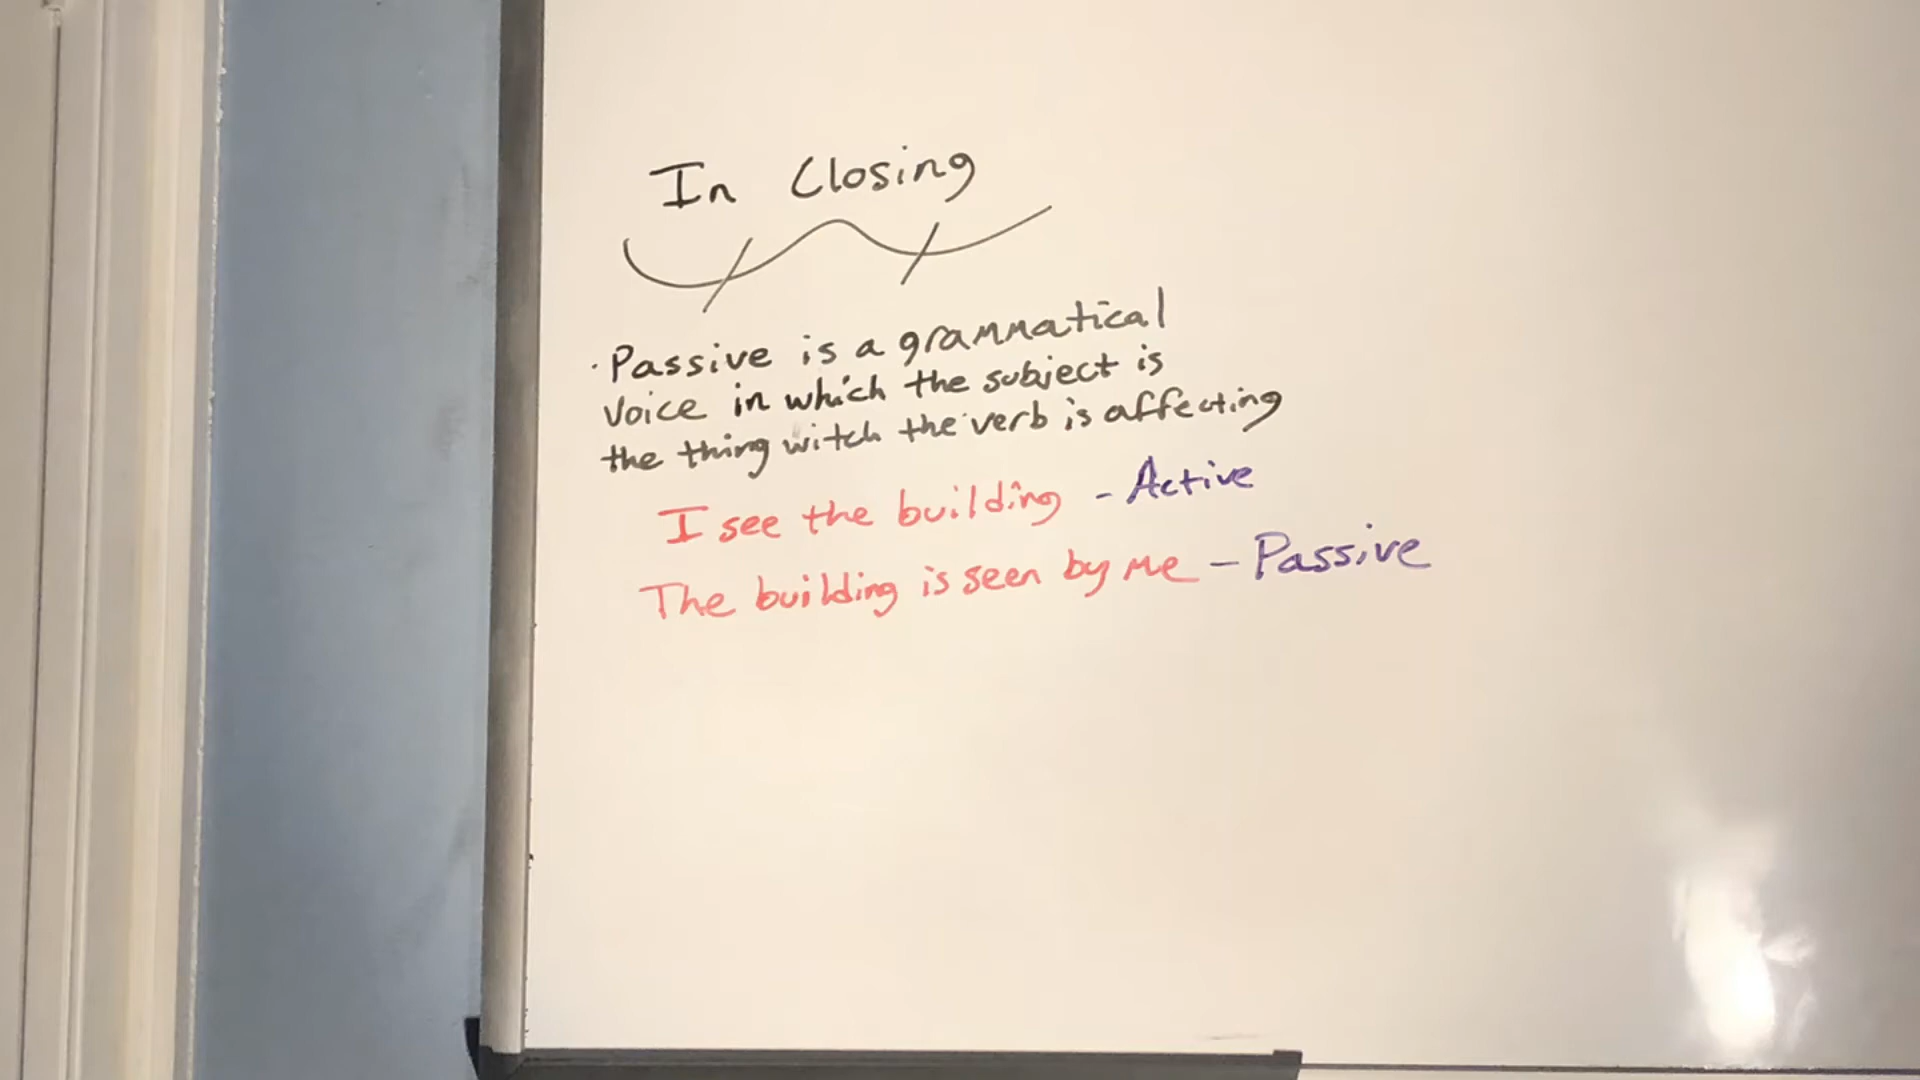 In Closing
· Passive is a grammatical
voice in which the subject is
the thing witch the verb is affecting
I see the building - Active
The building is seen by me - Passive